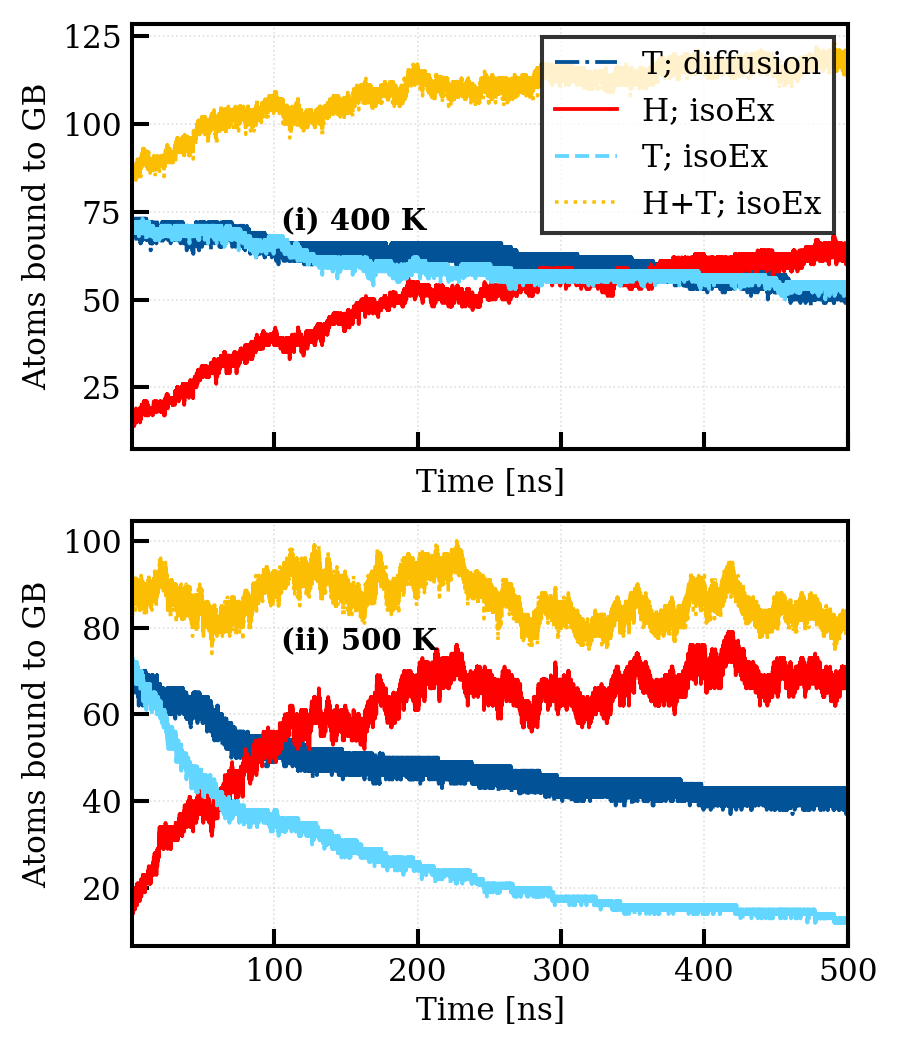 125
100
75
50
25
Atoms bound to GB
T; diffusion
H; isoEx
T; isoEx
H+T; isoEx
(i) 400 K
Time [ns]
100
80
60
40
20
Atoms bound to GB
(ii) 500 K
100 200 300 400 500
Time [ns]